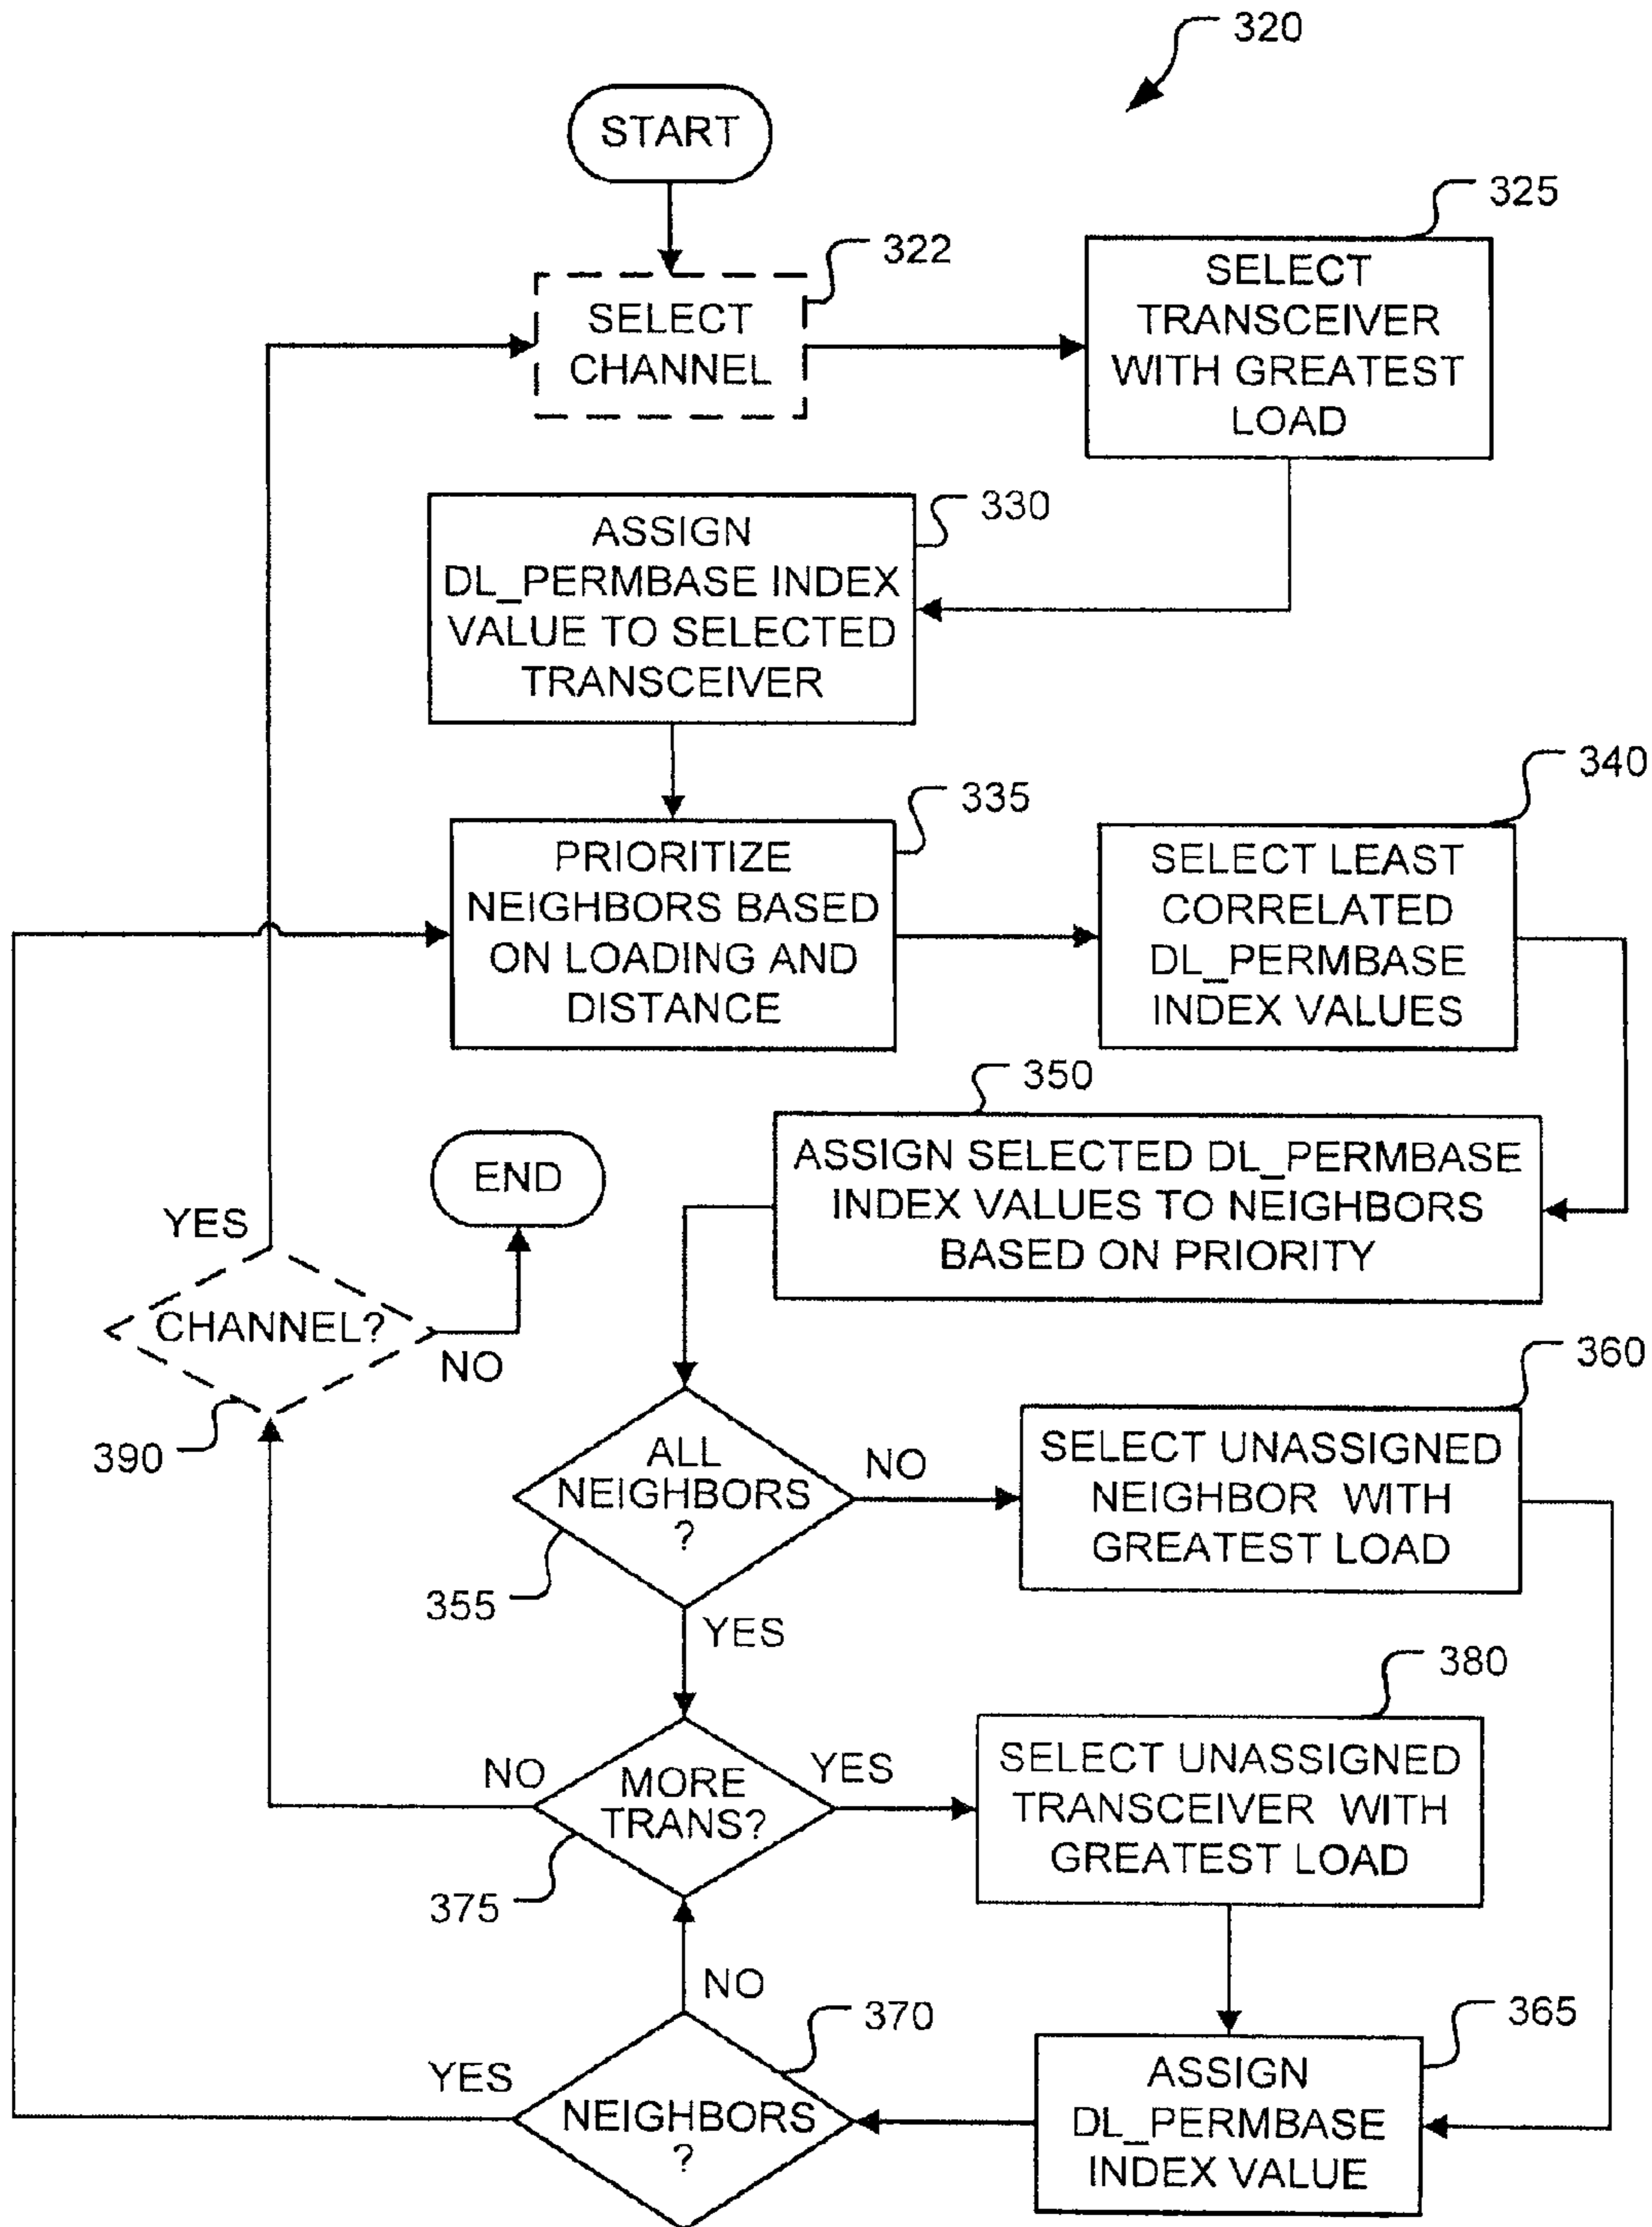 320
START
325
322
SELECT
CHANNEL
SELECT
TRANSCEIVER
WITH GREATEST
LOAD
330
ASSIGN
DL_PERMBASE INDEX
VALUE TO SELECTED
TRANSCEIVER
340
335
PRIORITIZE
NEIGHBORS BASED
ON LOADING AND
DISTANCE
SELECT LEAST
CORRELATED
DL_PERMBASE
INDEX VALUES
350
ASSIGN SELECTED DL_PERMBASE
INDEX VALUES TO NEIGHBORS
BASED ON PRIORITY
END
YES
CHANNEL?
NO
390
360
ALL
NEIGHBORS
?
NO
SELECT UNASSIGNED
NEIGHBOR WITH
GREATEST LOAD
355
YES
380
NO
MORE
TRANS?
YES
SELECT UNASSIGNED
TRANSCEIVER WITH
GREATEST LOAD
375
NO
370
365
YES
NEIGHBORS
?
ASSIGN
DL_PERMBASE
INDEX VALUE